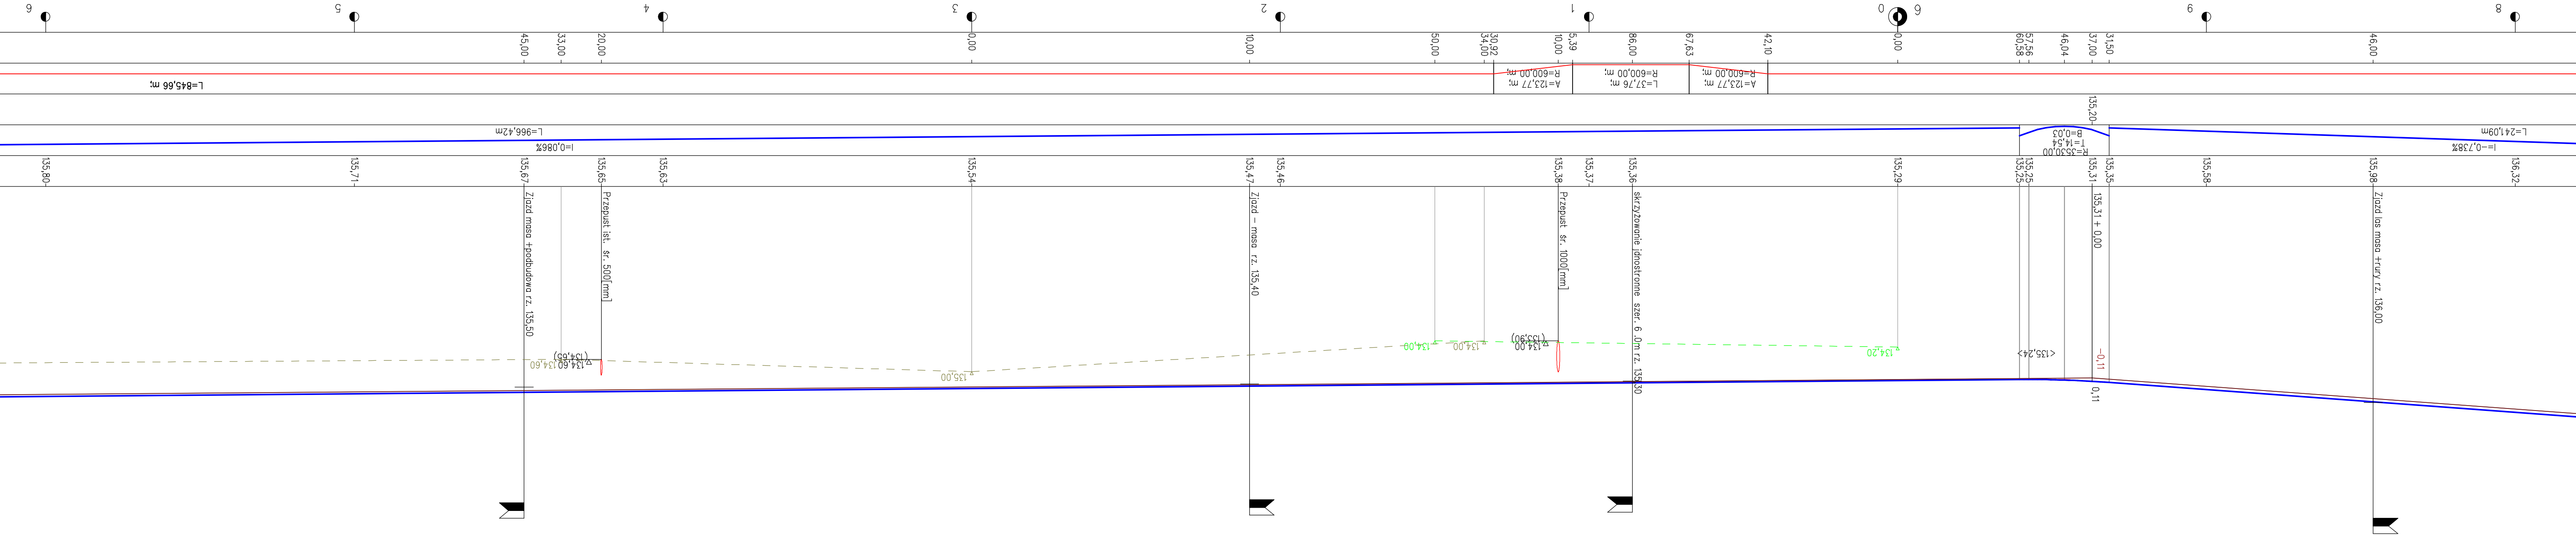 6
5
4
3
2
1
0
6
9
8
45,00
33,00
20,00
0,00
10,00
50,00
34,00
30,92
10,00
5,39
86,00
67,63
42,10
0,00
60,58
57,56
46,04
37,00
31,50
46,00
L=845,66 m;
A=123,77 m;
R=600,00 m;
L=37,76 m;
R=600,00 m;
A=123,77 m;
R=600,00 m;
135,20
L=966,42m
I=0,086%
R=3530,00
T=14,54
B=0,03
L=241,09m
I=-0,738%
135,80
135,71
135,67
135,65
135,63
135,54
135,47
135,46
135,38
135,37
135,36
135,29
135,25
135,25
135,31
135,35
135,58
135,98
136,32
Zjazd masa +podbudowa rz. 135,50
Przepust ist. śr. 500[mm]
Zjazd - masa rz. 135,40
Przepust śr. 1000[mm]
skrzyżowanie jdnostronne szer. 6 .0m rz. 135,30
135,31 + 0,00
Zjazd las masa +rury rz. 136,00
(134,65)
134,60
134,60
135,00
134,00
134,00
(133,90)
134,00
134,20
<135,24>
-0,11
0,11